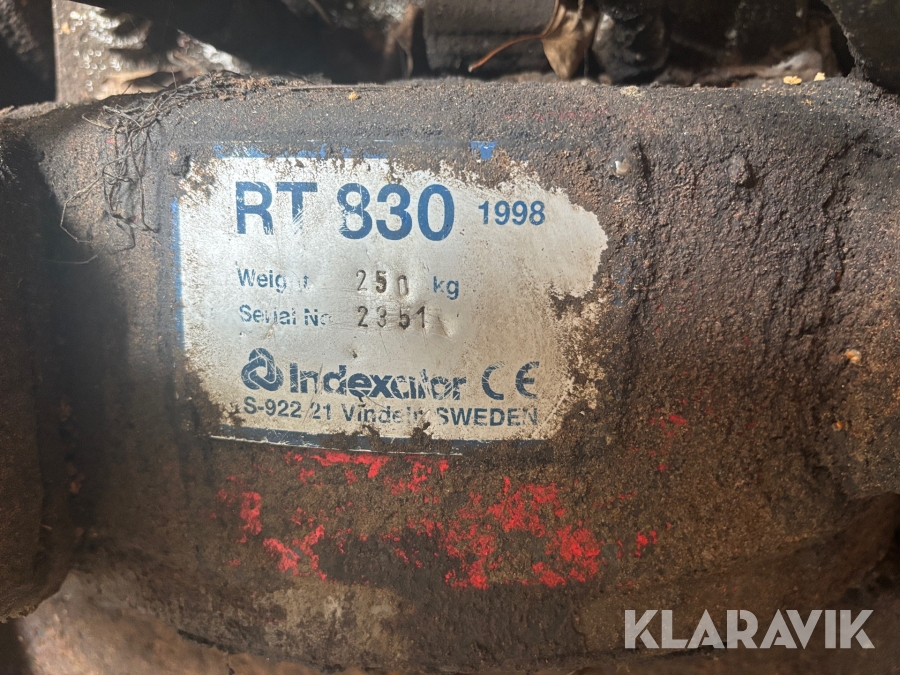 RT 830 1998
Weight 250 kg
Serial No 2351
Indexator CE
S-922 21 Vindeln SWEDEN
KLARAVIK